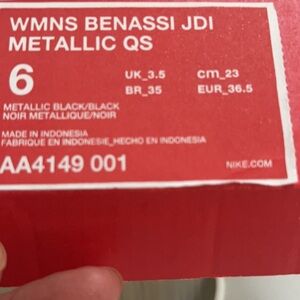 WMNS BENASSI JDI
METALLIC QS
6
UK_3.5 cm_23
BR_35 EUR_36.5
METALLIC BLACK/BLACK
NOIR METALLIQUE/NOIR
MADE IN INDONESIA
FABRIQUE EN INDONESIE_HECHO EN INDONESIA
AA4149 001
NIKE.COM